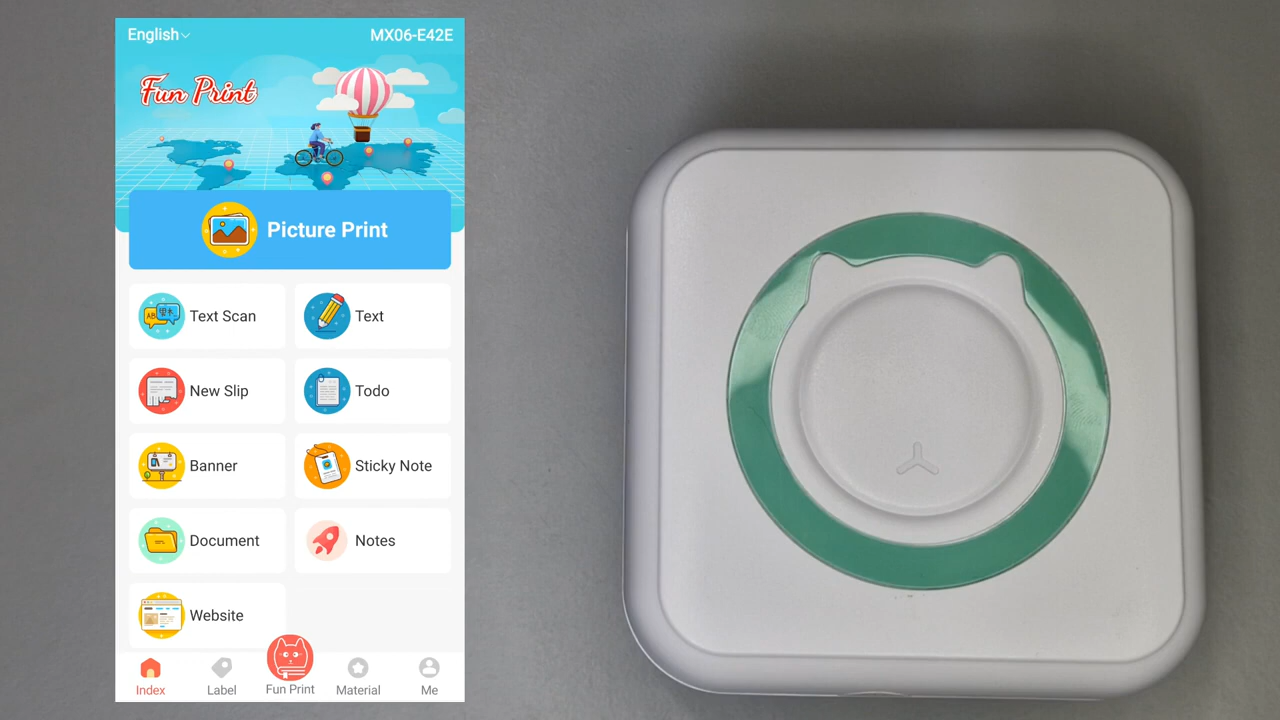 English
MX06-E42E
Fun Print
Picture Print
Text Scan
Text
New Slip
Todo
Banner
Sticky Note
Document
Notes
Website
Index
Label
Fun Print
Material
Me